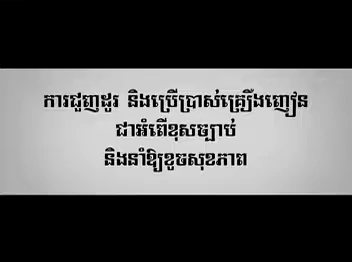 ការជួញដូរ និងប្រើប្រាស់គ្រឿងញៀន
ជាអំពើខុសច្បាប់
និងនាំឱ្យខូចសុខភាព